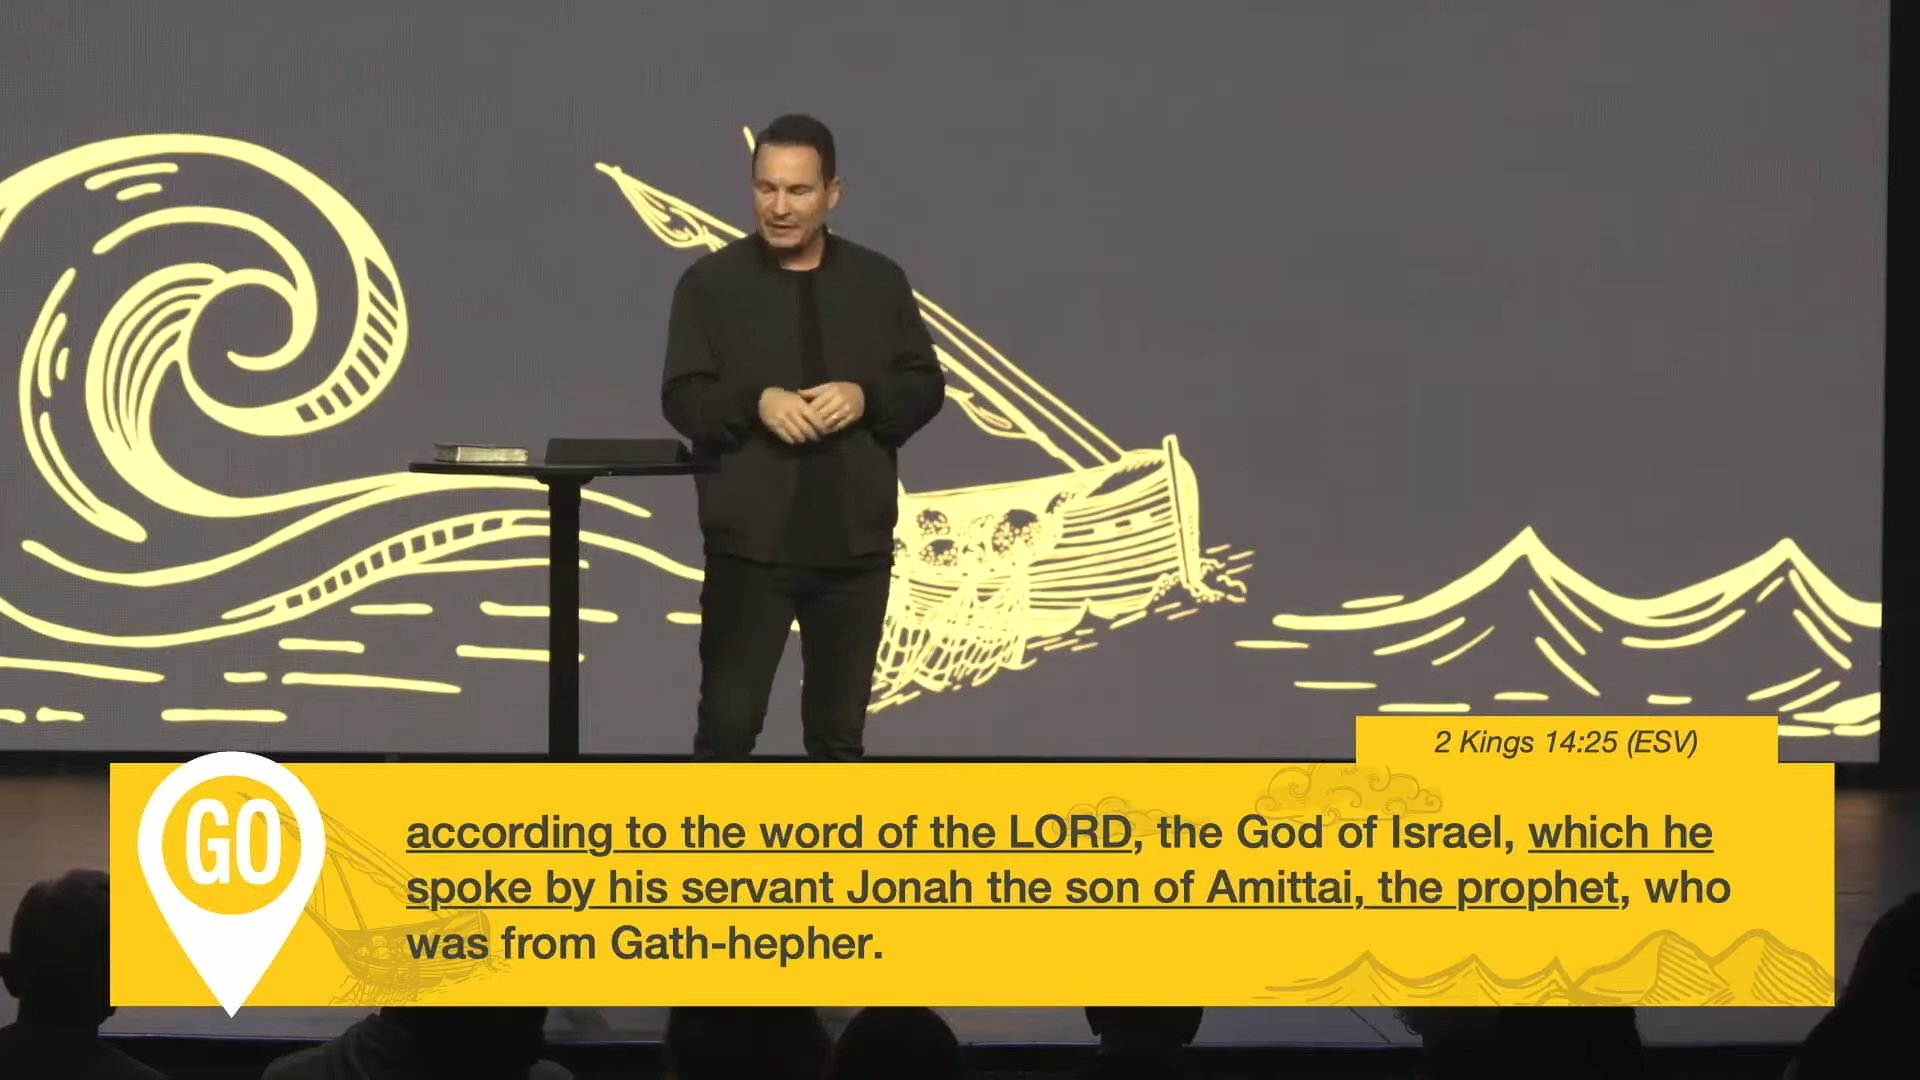 2 Kings 14:25 (ESV)
GO
according to the word of the LORD, the God of Israel, which he
spoke by his servant Jonah the son of Amittai, the prophet, who
was from Gath-hepher.